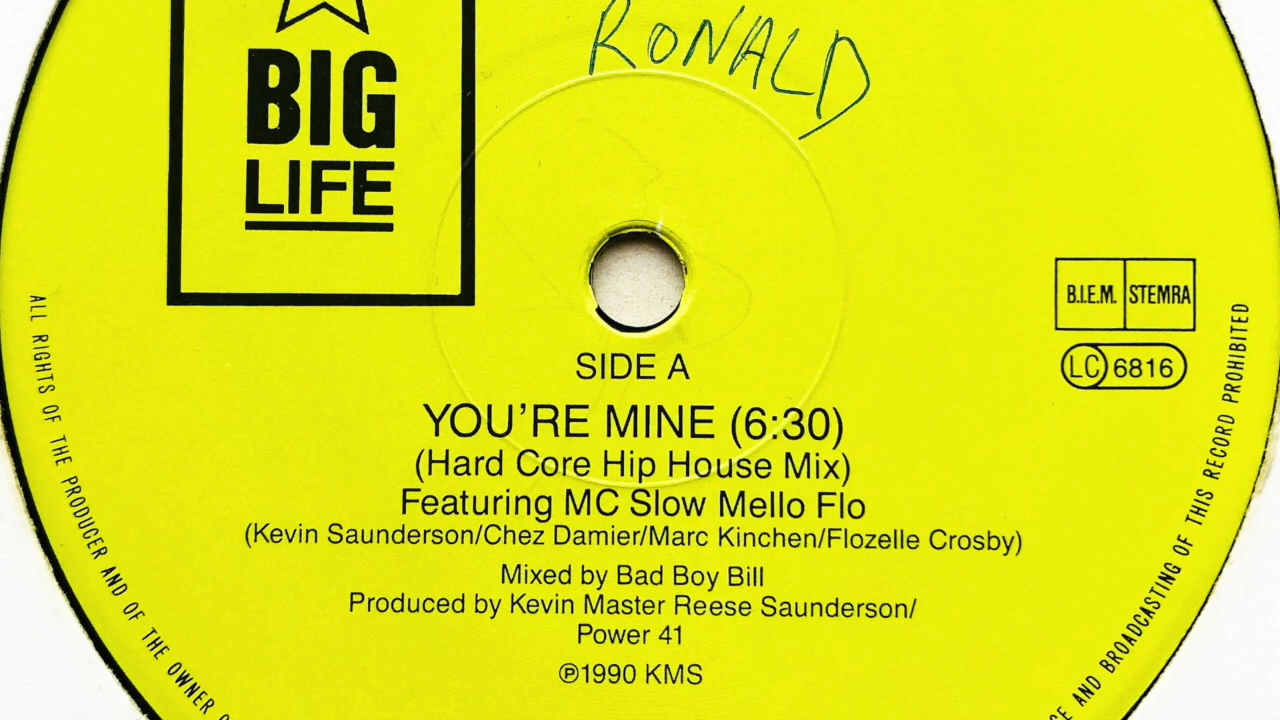 RONALD
BIG
LIFE
B.I.E.M. STEMRA
LC 6816
SIDE A
YOU'RE MINE (6:30)
(Hard Core Hip House Mix)
Featuring MC Slow Mello Flo
(Kevin Saunderson/Chez Damier/Marc Kinchen/Flozelle Crosby)
Mixed by Bad Boy Bill
Produced by Kevin Master Reese Saunderson/
Power 41
℗1990 KMS
ALL RIGHTS OF THE PRODUCER AND OF THE OWNER
AND BROADCASTING OF THIS RECORD PROHIBITED